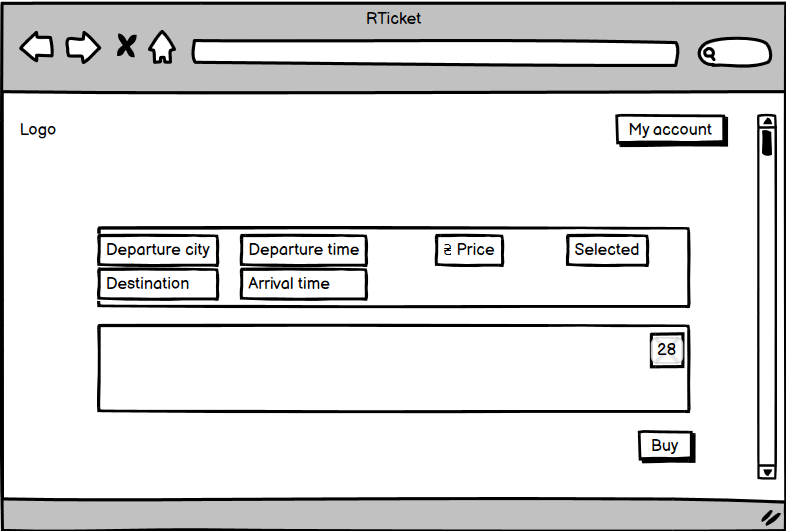 RTicket
Logo
My account
Departure city
Departure time
₴ Price
Selected
Destination
Arrival time
28
Buy